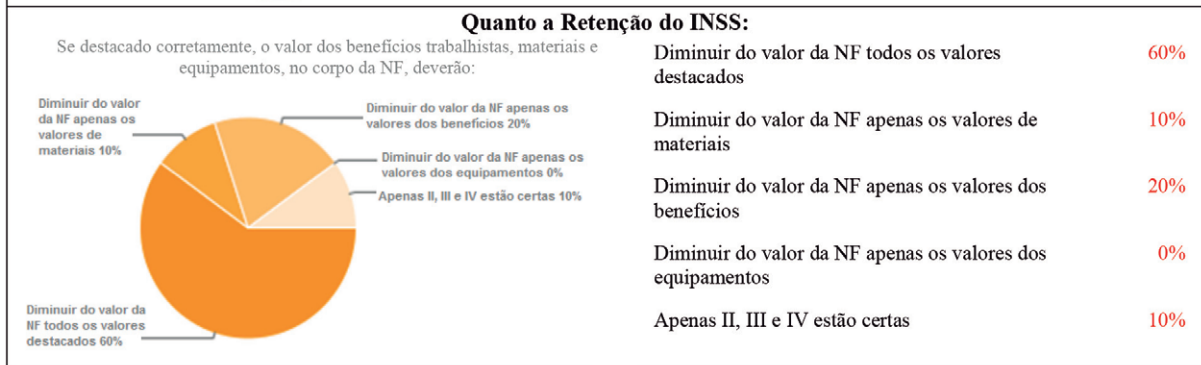 Quanto a Retenção do INSS:
Se destacado corretamente, o valor dos benefícios trabalhistas, materiais e
equipamentos, no corpo da NF, deverão:
Diminuir do valor
da NF apenas os
valores de
materiais 10%
Diminuir do valor da NF apenas os
valores dos benefícios 20%
Diminuir do valor da NF apenas os
valores dos equipamentos 0%
Apenas II, III e IV estão certas 10%
Diminuir do valor da
NF todos os valores
destacados 60%
Diminuir do valor da NF todos os valores 60%
destacados
Diminuir do valor da NF apenas os valores de 10%
materiais
Diminuir do valor da NF apenas os valores dos 20%
benefícios
Diminuir do valor da NF apenas os valores dos 0%
equipamentos
Apenas II, III e IV estão certas 10%